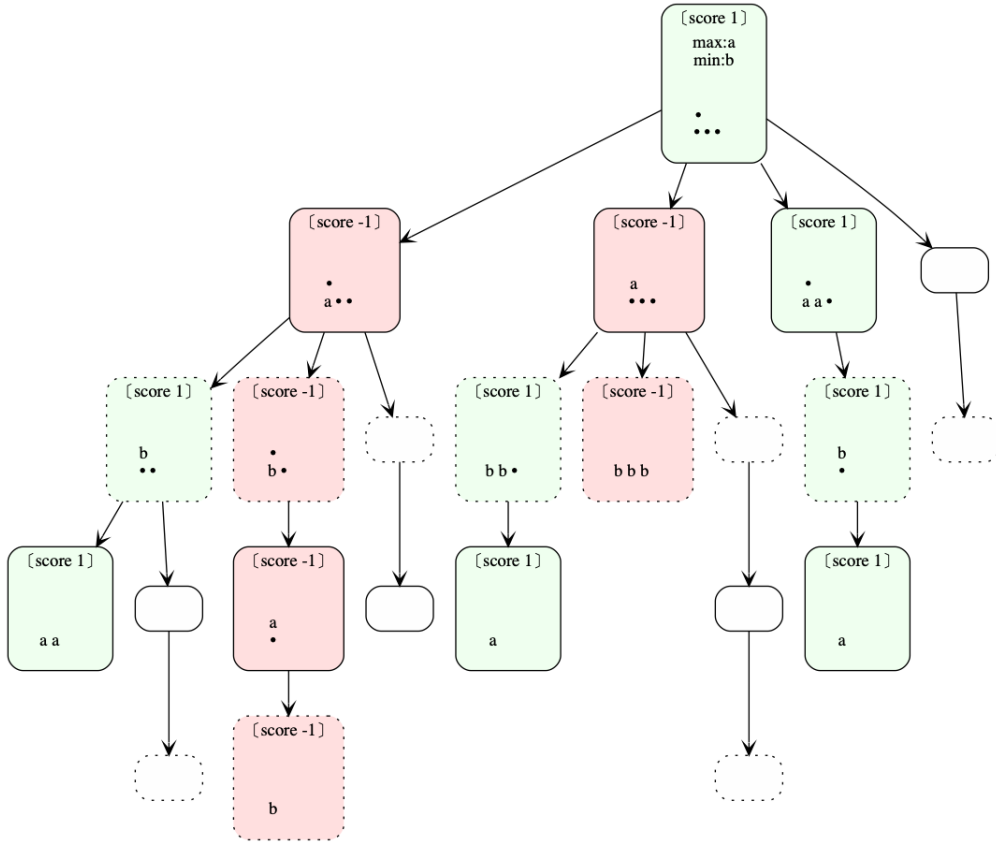 〔score 1〕
max:a
min:b
•
•••
〔score -1〕
•
a••
〔score -1〕
a
•••
〔score 1〕
•
a a•
〔score 1〕
b
••
〔score -1〕
•
b•
〔score 1〕
b b•
〔score -1〕
b b b
〔score 1〕
b
•
〔score 1〕
a a
〔score -1〕
a
•
〔score 1〕
a
〔score 1〕
a
〔score -1〕
b